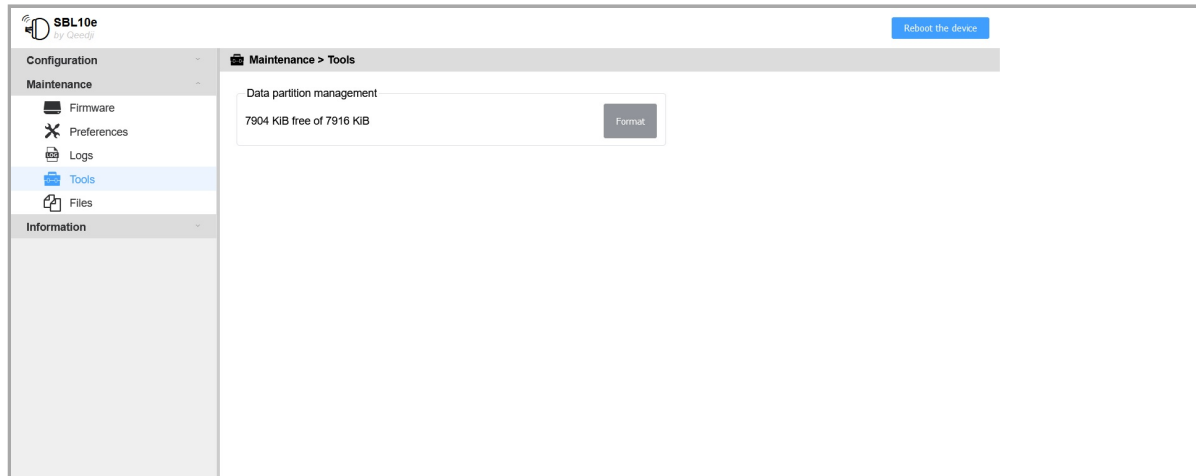 SBL10e
by Qeedji
Reboot the device
Configuration
Maintenance
Firmware
Preferences
LOG
Logs
Tools
Files
Information
Maintenance > Tools
Data partition management
7904 KiB free of 7916 KiB
Format